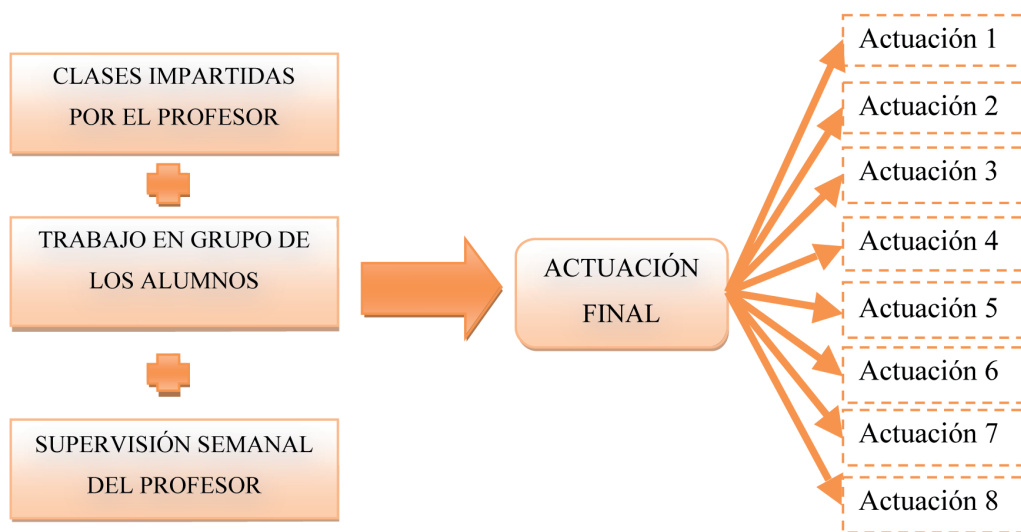 CLASES IMPARTIDAS
POR EL PROFESOR
TRABAJO EN GRUPO DE
LOS ALUMNOS
SUPERVISIÓN SEMANAL
DEL PROFESOR
ACTUACIÓN
FINAL
Actuación 1
Actuación 2
Actuación 3
Actuación 4
Actuación 5
Actuación 6
Actuación 7
Actuación 8